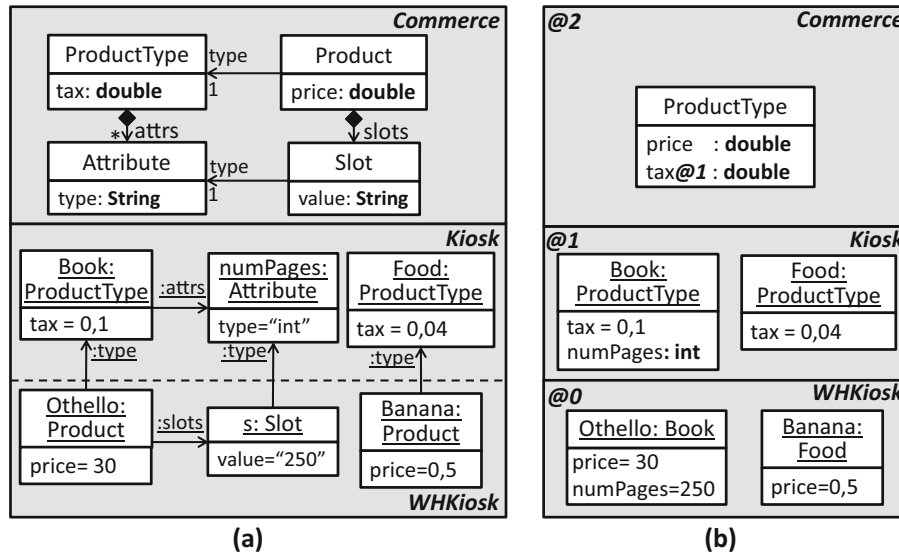 Commerce
ProductType
tax: double
type
1
Product
price: double
* attrs
slots
Attribute
type: String
type
1
Slot
value: String
Kiosk
Book:
ProductType
tax = 0,1
:attrs
numPages:
Attribute
type="int"
Food:
ProductType
tax = 0,04
:type
:type
:type
Othello:
Product
price= 30
:slots
s: Slot
value="250"
Banana:
Product
price=0,5
WHKiosk
(a)
@2
Commerce
ProductType
price : double
tax@1 : double
@1
Kiosk
Book:
ProductType
tax = 0,1
numPages: int
Food:
ProductType
tax = 0,04
@0
WHKiosk
Othello: Book
price= 30
numPages=250
Banana:
Food
price=0,5
(b)